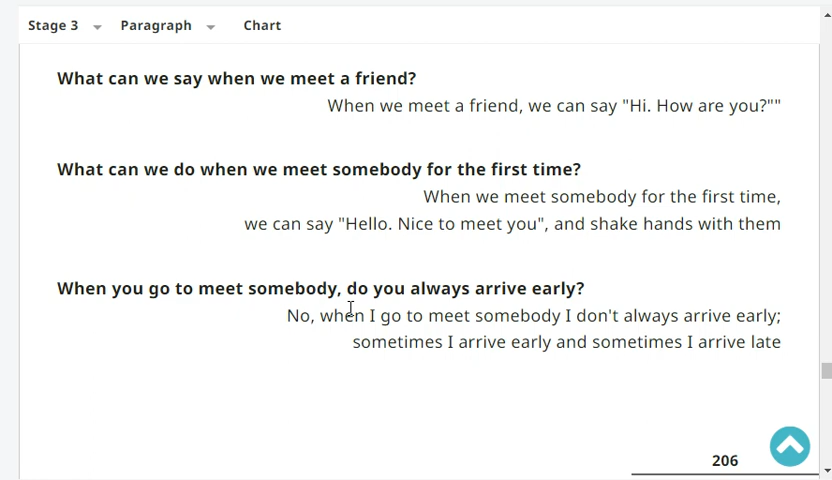 Stage 3 Paragraph Chart
What can we say when we meet a friend?
When we meet a friend, we can say "Hi. How are you?""
What can we do when we meet somebody for the first time?
When we meet somebody for the first time,
we can say "Hello. Nice to meet you", and shake hands with them
When you go to meet somebody, do you always arrive early?
No, when I go to meet somebody I don't always arrive early;
sometimes I arrive early and sometimes I arrive late
206